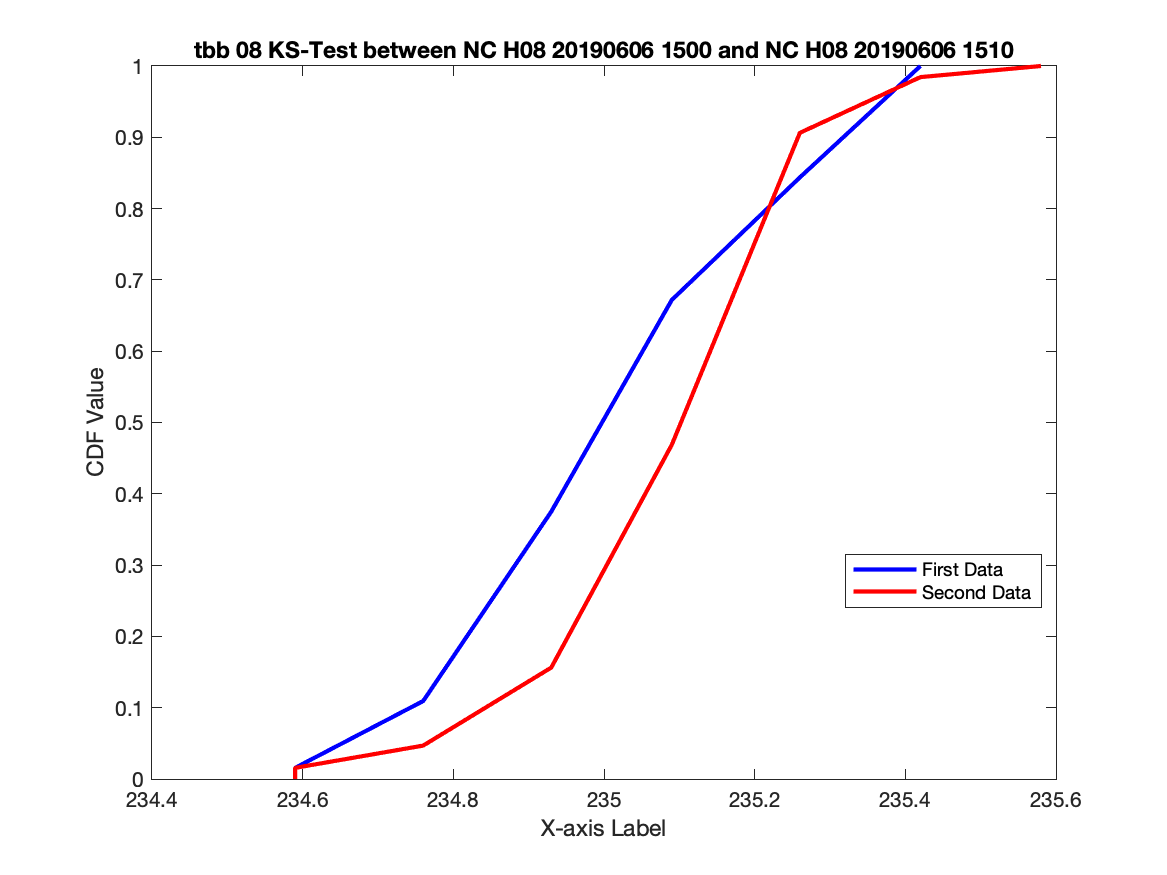 tbb 08 KS-Test between NC H08 20190606 1500 and NC H08 20190606 1510
1
0.9
0.8
0.7
0.6
0.5
0.4
0.3
0.2
0.1
0
CDF Value
First Data
Second Data
234.4 234.6 234.8 235 235.2 235.4 235.6
X-axis Label